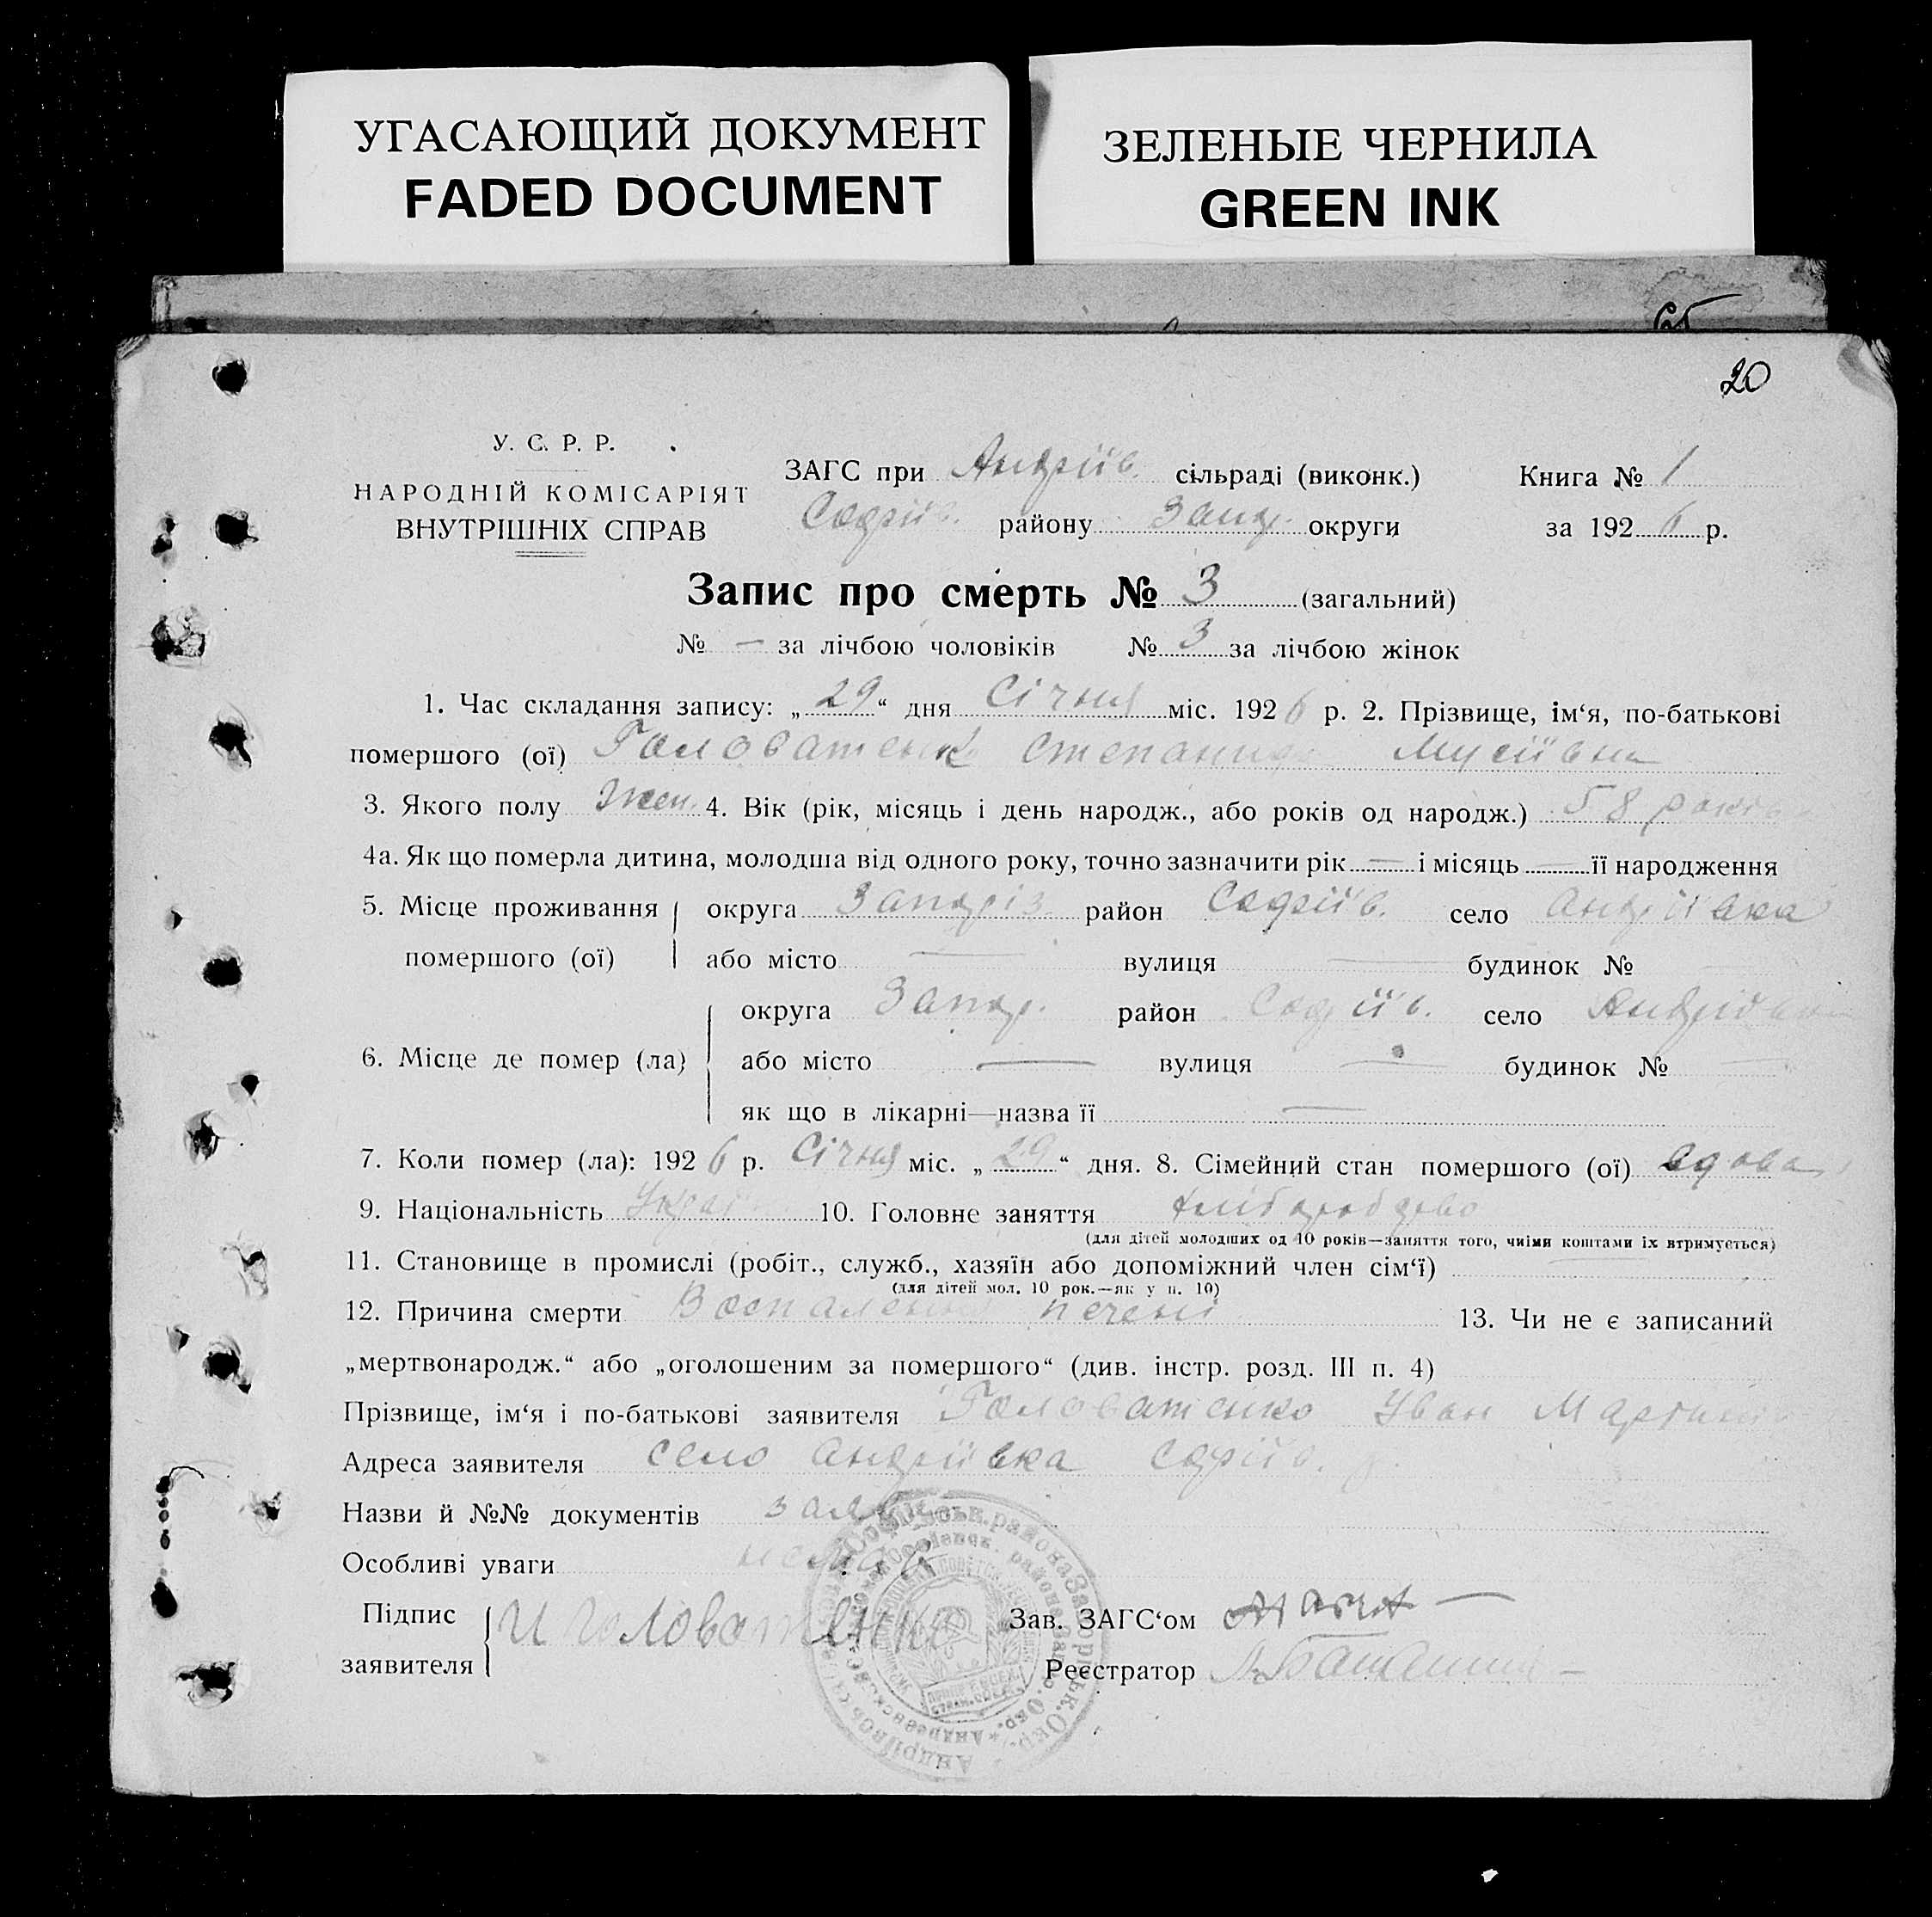 УГАСАЮЩИЙ ДОКУМЕНТ
FADED DOCUMENT
ЗЕЛЕНЫЕ ЧЕРНИЛА
GREEN INK
20
У. С. Р. Р.
НАРОДНІЙ КОМІСАРІЯТ
ВНУТРІШНІХ СПРАВ
ЗАГС при Андріїв. сільраді (виконк.)
Софіїв. району Запор. округи
Книга № 1
за 1926 р.
Запис про смерть № 3 (загальний)
№ — за лічбою чоловіків № 3 за лічбою жінок
1. Час складання запису: „29“ дня Січня міс. 1926 р. 2. Прізвище, ім‘я, по-батькові
помершого (ої) Головатенко Степанида Мусіївна
3. Якого полу Жен. 4. Вік (рік, місяць і день народж., або років од народж.) 58 років
4а. Як що померла дитина, молодша від одного року, точно зазначити рік — і місяць — її народження
5. Місце проживання округа Запоріз. район Софіїв. село Андріївка
помершого (ої) або місто — вулиця — будинок №
округа Запор. район Софіїв. село Андрівка
6. Місце де помер (ла) або місто — вулиця — будинок № —
як що в лікарні—назва її —
7. Коли помер (ла): 1926 р. Січня міс. „29“ дня. 8. Сімейний стан помершого (ої) вдова
9. Національність Україн. 10. Головне заняття
(для дітей молодших од 10 років—заняття того, чиїми коштами їх втримується)
11. Становище в промислі (робіт., служб., хазяїн або допоміжний член сім‘ї) —
(для дітей мол. 10 рок.—як у п. 10)
12. Причина смерти Воспалення печені 13. Чи не є записаний
„мертвонародж.“ або „оголошеним за помершого“ (див. інстр. розд. III п. 4)
Прізвище, ім‘я і по-батькові заявителя Головатенко Уван
Адреса заявителя село Андріївка
Назви й №№ документів
Особливі уваги немає
Підпис заявителя И Головатенко
Зав. ЗАГС‘ом
Реєстратор